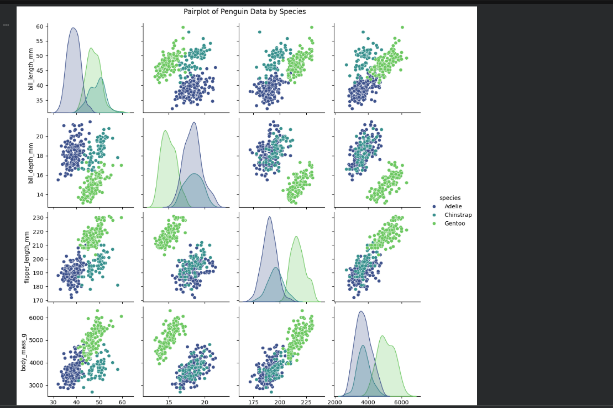 Pairplot of Penguin Data by Species
60
55
50
45
40
35
bill_length_mm
20
18
16
14
bill_depth_mm
230
220
210
200
190
180
170
flipper_length_mm
6000
5000
4000
3000
body_mass_g
30 40 50 60
15 20
175 200 225
2000 4000 6000
species
Adelie
Chinstrap
Gentoo